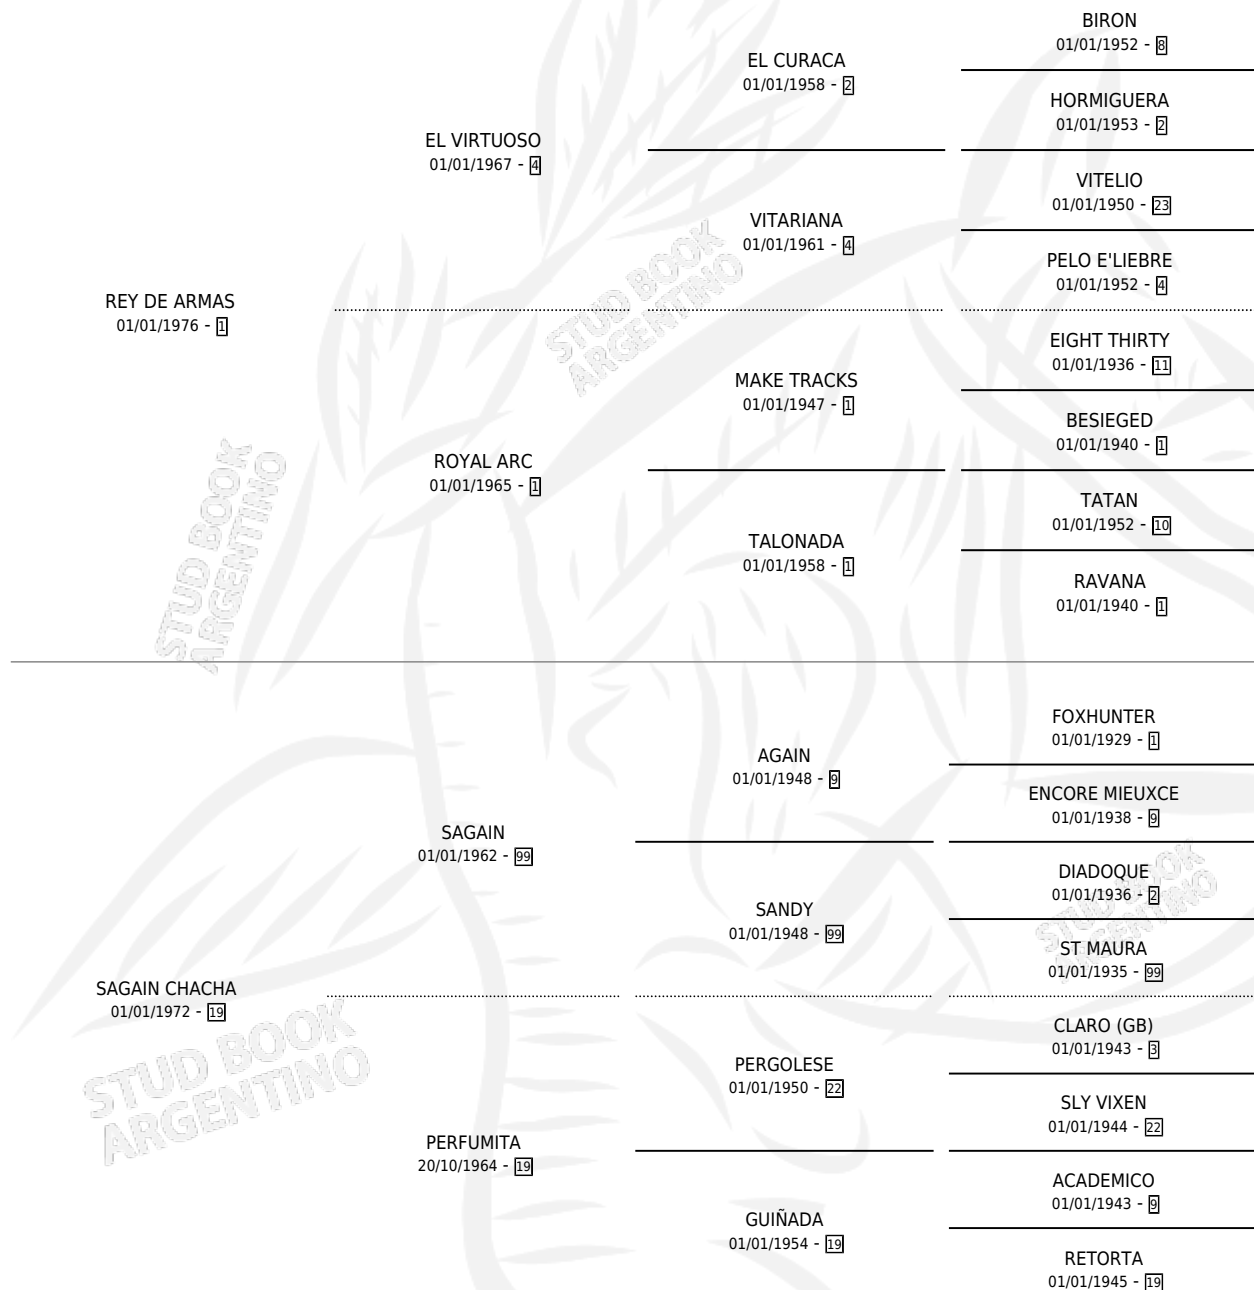 BIRON
01/01/1952 - 8
EL CURACA
01/01/1958 - 2
HORMIGUERA
01/01/1953 - 2
EL VIRTUOSO
01/01/1967 - 4
VITELIO
01/01/1950 - 23
VITARIANA
01/01/1961 - 4
PELO E'LIEBRE
01/01/1952 - 4
REY DE ARMAS
01/01/1976 - 1
EIGHT THIRTY
01/01/1936 - 11
MAKE TRACKS
01/01/1947 - 1
BESIEGED
01/01/1940 - 1
ROYAL ARC
01/01/1965 - 1
TATAN
01/01/1952 - 10
TALONADA
01/01/1958 - 1
RAVANA
01/01/1940 - 1
STUD BOOK
ARGENTINO
STUD BOOK
ARGENTINO
FOXHUNTER
01/01/1929 - 1
AGAIN
01/01/1948 - 9
ENCORE MIEUXCE
01/01/1938 - 9
SAGAIN
01/01/1962 - 99
DIADOQUE
01/01/1936 - 2
SANDY
01/01/1948 - 99
ST MAURA
01/01/1935 - 99
STUD BOOK
ARGENTINO
SAGAIN CHACHA
01/01/1972 - 19
CLARO (GB)
01/01/1943 - 3
PERGOLESE
01/01/1950 - 22
SLY VIXEN
01/01/1944 - 22
PERFUMITA
20/10/1964 - 19
ACADEMICO
01/01/1943 - 9
GUIÑADA
01/01/1954 - 19
RETORTA
01/01/1945 - 19
STUD BOOK
ARGENTINO